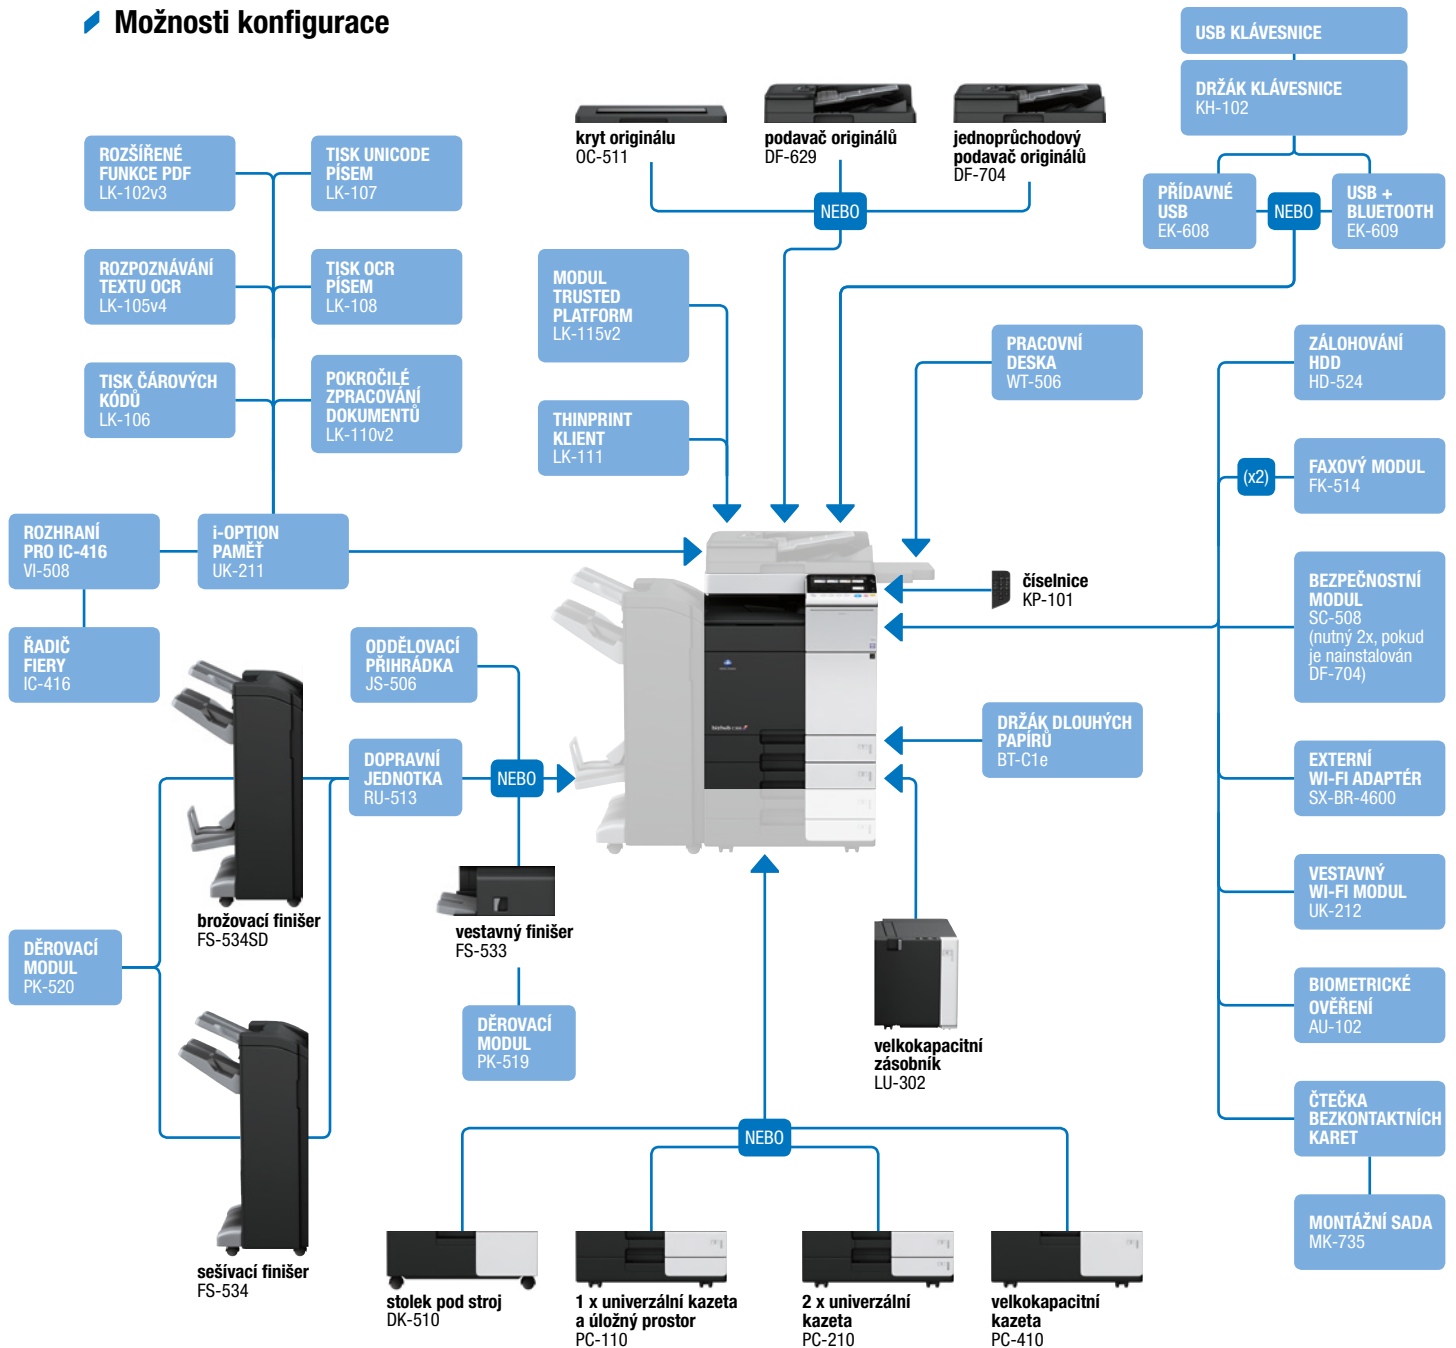 Možnosti konfigurace
USB KLÁVESNICE
DRŽÁK KLÁVESNICE
KH-102
PŘÍDAVNÉ
USB
EK-608
NEBO
USB +
BLUETOOTH
EK-609
kryt originálu
OC-511
podavač originálů
DF-629
jednoprůchodový
podavač originálů
DF-704
NEBO
ROZŠÍŘENÉ
FUNKCE PDF
LK-102v3
TISK UNICODE
PÍSEM
LK-107
ROZPOZNÁVÁNÍ
TEXTU OCR
LK-105v4
TISK OCR
PÍSEM
LK-108
TISK ČÁROVÝCH
KÓDŮ
LK-106
POKROČILÉ
ZPRACOVÁNÍ
DOKUMENTŮ
LK-110v2
MODUL
TRUSTED
PLATFORM
LK-115v2
THINPRINT
KLIENT
LK-111
PRACOVNÍ
DESKA
WT-506
ZÁLOHOVÁNÍ
HDD
HD-524
(x2)
FAXOVÝ MODUL
FK-514
ROZHRANÍ
PRO IC-416
VI-508
i-OPTION
PAMĚŤ
UK-211
ŘADIČ
FIERY
IC-416
číselnice
KP-101
BEZPEČNOSTNÍ
MODUL
SC-508
(nutný 2x, pokud
je nainstalován
DF-704)
ODDĚLOVACÍ
PŘIHRÁDKA
JS-506
DOPRAVNÍ
JEDNOTKA
RU-513
NEBO
DRŽÁK DLOUHÝCH
PAPÍRŮ
BT-C1e
EXTERNÍ
WI-FI ADAPTÉR
SX-BR-4600
VESTAVNÝ
WI-FI MODUL
UK-212
brožovací finišer
FS-534SD
vestavný finišer
FS-533
DĚROVACÍ
MODUL
PK-520
DĚROVACÍ
MODUL
PK-519
velkokapacitní
zásobník
LU-302
BIOMETRICKÉ
OVĚŘENÍ
AU-102
ČTEČKA
BEZKONTAKTNÍCH
KARET
MONTÁŽNÍ SADA
MK-735
NEBO
sešívací finišer
FS-534
stolek pod stroj
DK-510
1 x univerzální kazeta
a úložný prostor
PC-110
2 x univerzální
kazeta
PC-210
velkokapacitní
kazeta
PC-410